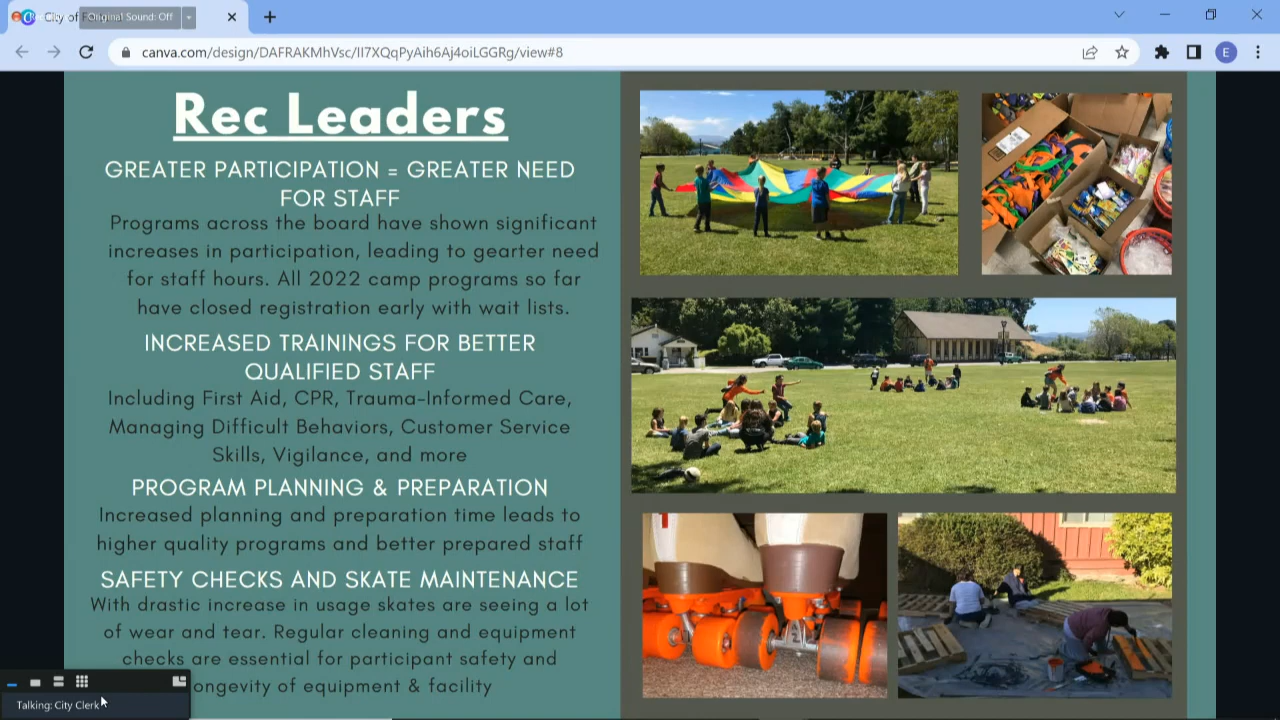 City of F
Original Sound: Off
canva.com/design/DAFRAKMhVsc/lI7XQqPyAih6Aj4oiLGGRg/view#8
E
Rec Leaders
GREATER PARTICIPATION = GREATER NEED
FOR STAFF
Programs across the board have shown significant
increases in participation, leading to gearter need
for staff hours. All 2022 camp programs so far
have closed registration early with wait lists.
INCREASED TRAININGS FOR BETTER
QUALIFIED STAFF
Including First Aid, CPR, Trauma-Informed Care,
Managing Difficult Behaviors, Customer Service
Skills, Vigilance, and more
PROGRAM PLANNING & PREPARATION
Increased planning and preparation time leads to
higher quality programs and better prepared staff
SAFETY CHECKS AND SKATE MAINTENANCE
With drastic increase in usage skates are seeing a lot
of wear and tear. Regular cleaning and equipment
checks are essential for participant safety and
ongevity of equipment & facility
Talking: City Clerk